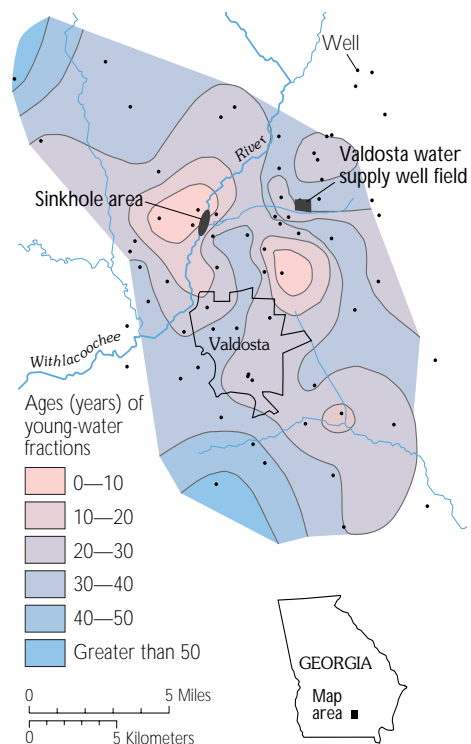 Well
River
Valdosta water
supply well field
Sinkhole area
Withlacoochee
Valdosta
Ages (years) of
young-water
fractions
0—10
10—20
20—30
30—40
40—50
Greater than 50
0 5 Miles
0 5 Kilometers
GEORGIA
Map
area